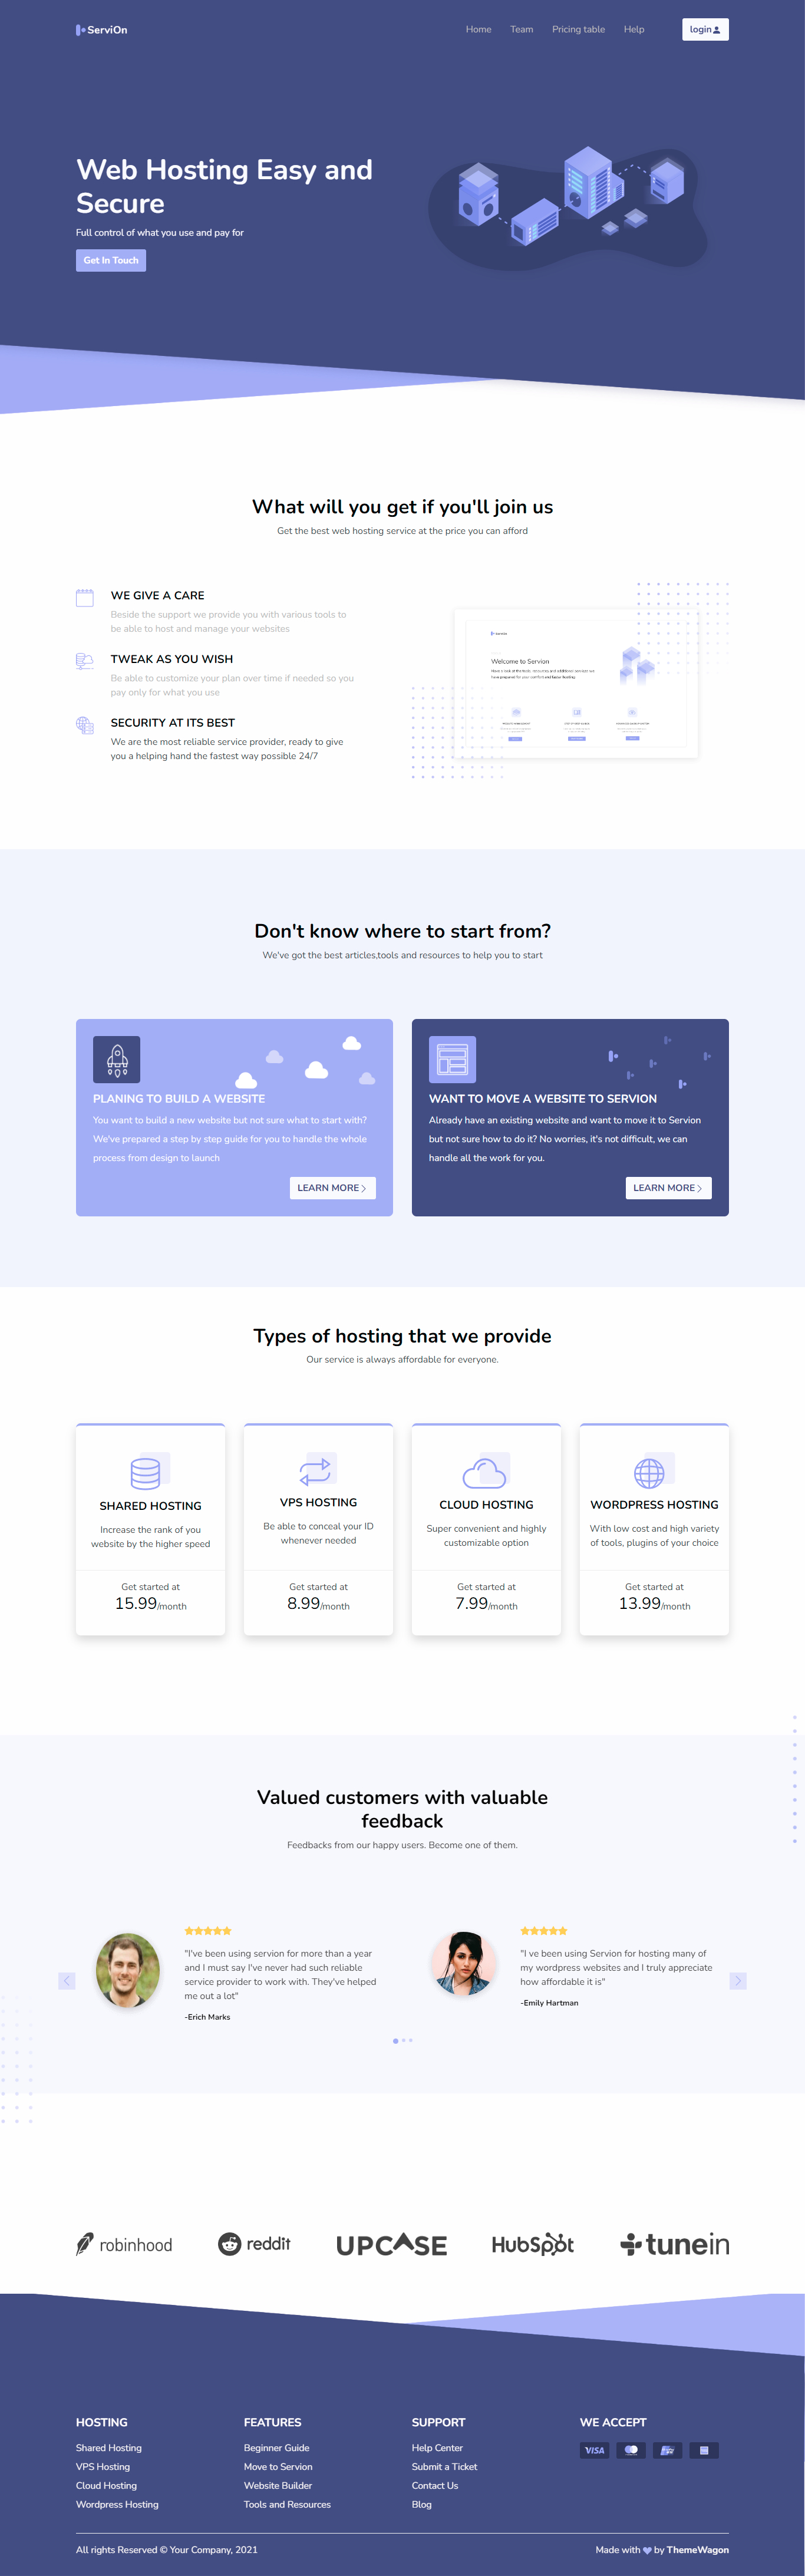 ServiOn
Home
Team
Pricing table
Help
login
Web Hosting Easy and
Secure
Full control of what you use and pay for
Get In Touch
What will you get if you'll join us
Get the best web hosting service at the price you can afford
WE GIVE A CARE
Beside the support we provide you with various tools to
be able to host and manage your websites
TWEAK AS YOU WISH
Be able to customize your plan over time if needed so you
pay only for what you use
SECURITY AT ITS BEST
We are the most reliable service provider, ready to give
you a helping hand the fastest way possible 24/7
Welcome to Servion
Don't know where to start from?
We've got the best articles,tools and resources to help you to start
PLANING TO BUILD A WEBSITE
You want to build a new website but not sure what to start with?
We've prepared a step by step guide for you to handle the whole
process from design to launch
LEARN MORE
WANT TO MOVE A WEBSITE TO SERVION
Already have an existing website and want to move it to Servion
but not sure how to do it? No worries, it's not difficult, we can
handle all the work for you.
LEARN MORE
Types of hosting that we provide
Our service is always affordable for everyone.
SHARED HOSTING
Increase the rank of you
website by the higher speed
Get started at
15.99/month
VPS HOSTING
Be able to conceal your ID
whenever needed
Get started at
8.99/month
CLOUD HOSTING
Super convenient and highly
customizable option
Get started at
7.99/month
WORDPRESS HOSTING
With low cost and high variety
of tools, plugins of your choice
Get started at
13.99/month
Valued customers with valuable
feedback
Feedbacks from our happy users. Become one of them.
"I've been using servion for more than a year
and I must say I've never had such reliable
service provider to work with. They've helped
me out a lot"
-Erich Marks
"I ve been using Servion for hosting many of
my wordpress websites and I truly appreciate
how affordable it is"
-Emily Hartman
robinhood
reddit
UPCASE
HubSpot
tunein
HOSTING
Shared Hosting
VPS Hosting
Cloud Hosting
Wordpress Hosting
FEATURES
Beginner Guide
Move to Servion
Website Builder
Tools and Resources
SUPPORT
Help Center
Submit a Ticket
Contact Us
Blog
WE ACCEPT
VISA
All rights Reserved © Your Company, 2021
Made with by ThemeWagon